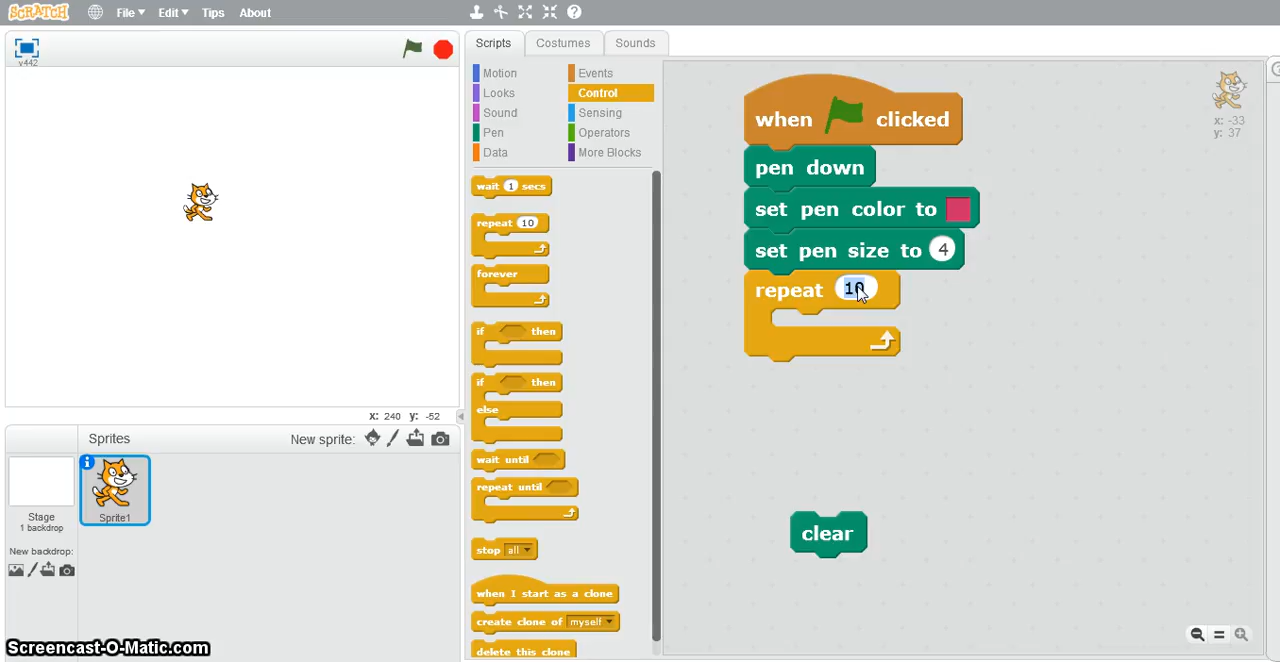 SCRATCH File Edit Tips About
v442
Scripts Costumes Sounds
Motion Events
Looks Control
Sound Sensing
Pen Operators
Data More Blocks
wait 1 secs
repeat 10
forever
if then
if then
else
wait until
repeat until
stop all
when I start as a clone
create clone of myself
delete this clone
when clicked
pen down
set pen color to
set pen size to 4
repeat 10
clear
x: -33
y: 37
x: 240 y: -52
Sprites New sprite:
Stage
1 backdrop
Sprite1
New backdrop:
Screencast-O-Matic.com